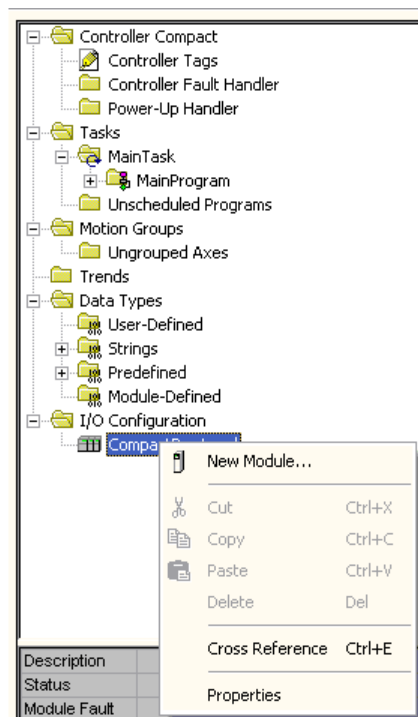 Controller Compact
Controller Tags
Controller Fault Handler
Power-Up Handler
Tasks
MainTask
MainProgram
Unscheduled Programs
Motion Groups
Ungrouped Axes
Trends
Data Types
User-Defined
Strings
Predefined
Module-Defined
I/O Configuration
New Module...
Cut Ctrl+X
Copy Ctrl+C
Paste Ctrl+V
Delete Del
Cross Reference Ctrl+E
Properties
Description
Status
Module Fault